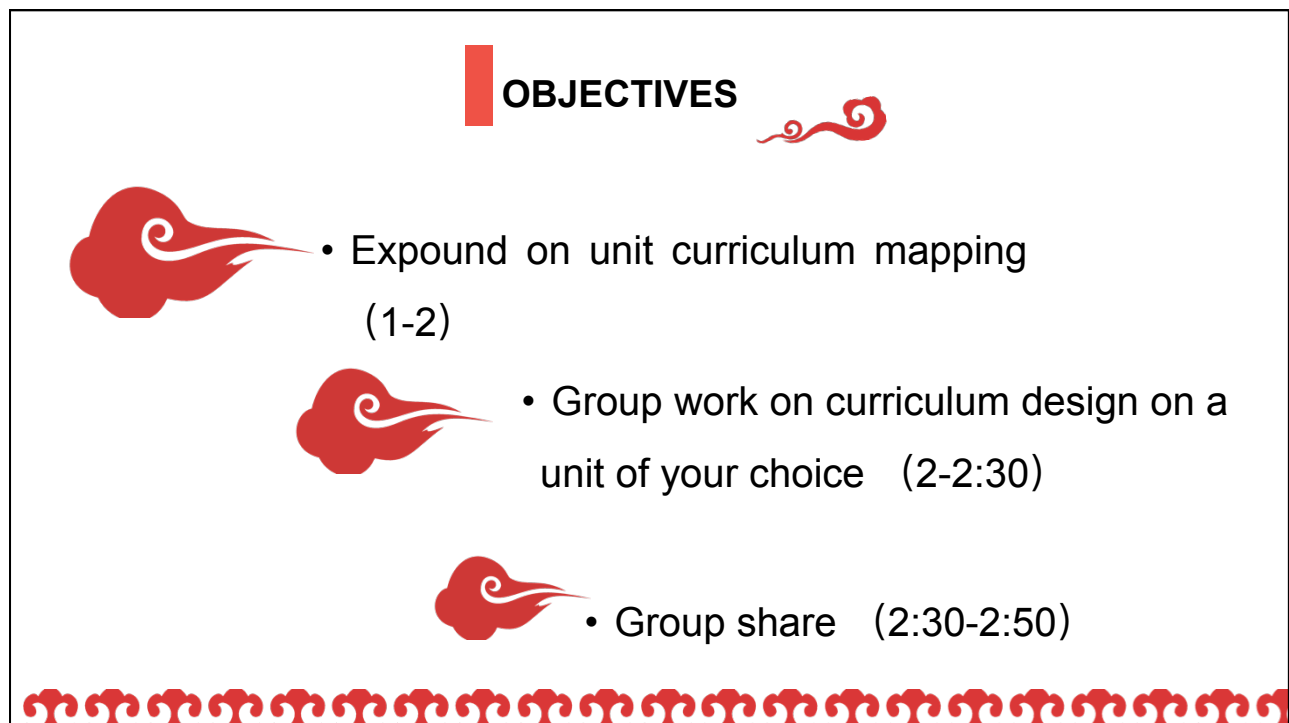 OBJECTIVES
• Expound on unit curriculum mapping
（1-2）
• Group work on curriculum design on a
unit of your choice （2-2:30）
• Group share （2:30-2:50）